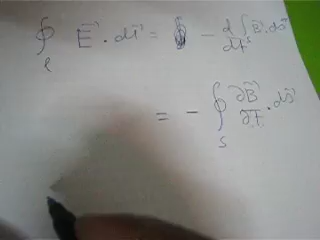 ∮ₗ E⃗ · dl⃗ = − d/dt ∫ₛ B⃗ · ds⃗
= − ∮ₛ ∂B⃗/∂t · ds⃗